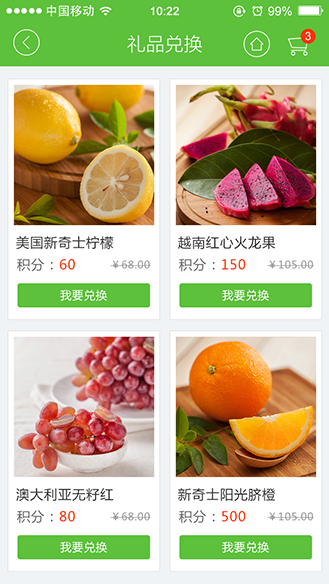 中国移动 10:22 99%
礼品兑换 3
美国新奇士柠檬
积分：60 ￥68.00
我要兑换
越南红心火龙果
积分：150 ￥105.00
我要兑换
澳大利亚无籽红
积分：80 ￥68.00
我要兑换
新奇士阳光脐橙
积分：500 ￥105.00
我要兑换